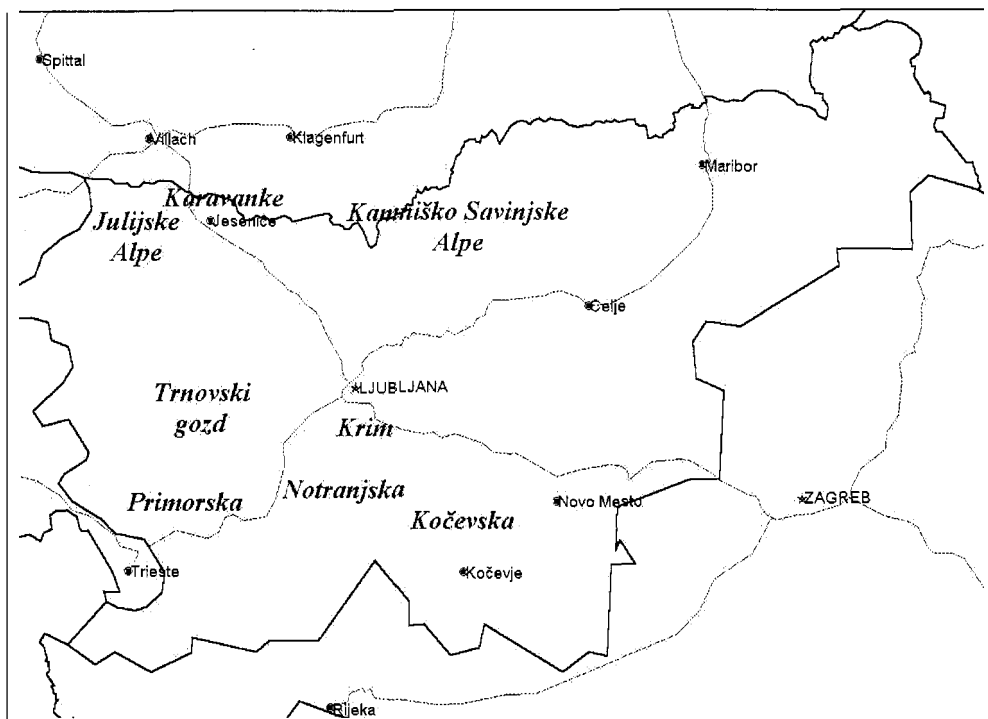 Spittal
Villach
Klagenfurt
Maribor
Karavanke
Jesenice
Julijske
Alpe
Kamniško Savinjske
Alpe
Celje
LJUBLJANA
Trnovski
gozd
Krim
Primorska
Notranjska
Kočevska
Novo Mesto
ZAGREB
Trieste
Kočevje
Rijeka